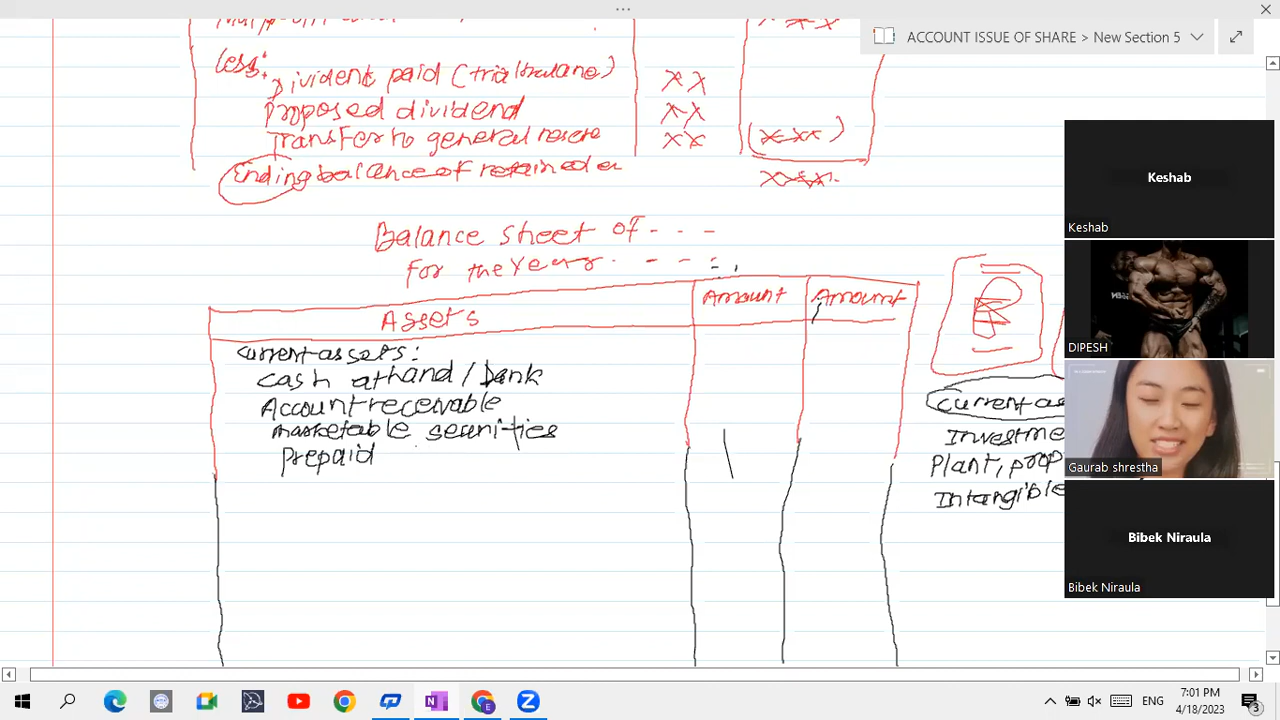 ACCOUNT ISSUE OF SHARE > New Section 5
Less:
Divident paid (trial balane) XX
Proposed dividend XX
Transfer to general reserve XX (XXX)
Ending balance of retained e XXX
Balance sheet of - - -
For the Year - - - -
Assets Amount Amount
Current assets:
Cash at hand / bank
Account receivable
Marketable securities
Prepaid
Current as
Investme
Plant, prop
Intangible
Keshab
Keshab
DIPESH
Gaurab shrestha
Bibek Niraula
Bibek Niraula
ENG
7:01 PM
4/18/2023
3